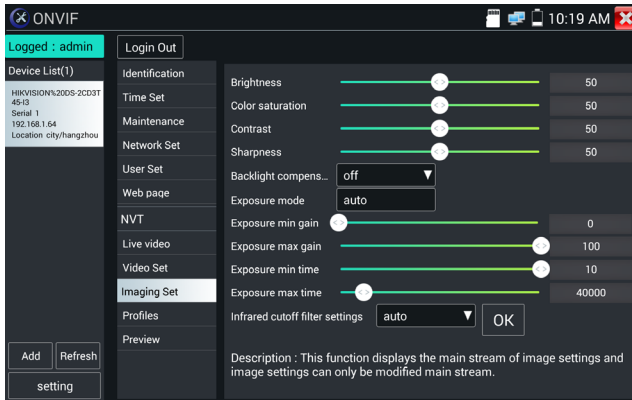 ONVIF
10:19 AM
Logged : admin
Login Out
Device List(1)
HIKVISION%20DS-2CD3T
45-I3
Serial 1
192.168.1.64
Location city/hangzhou
Add
Refresh
setting
Identification
Time Set
Maintenance
Network Set
User Set
Web page
NVT
Live video
Video Set
Imaging Set
Profiles
Preview
Brightness 50
Color saturation 50
Contrast 50
Sharpness 50
Backlight compens... off
Exposure mode auto
Exposure min gain 0
Exposure max gain 100
Exposure min time 10
Exposure max time 40000
Infrared cutoff filter settings auto OK
Description : This function displays the main stream of image settings and
image settings can only be modified main stream.